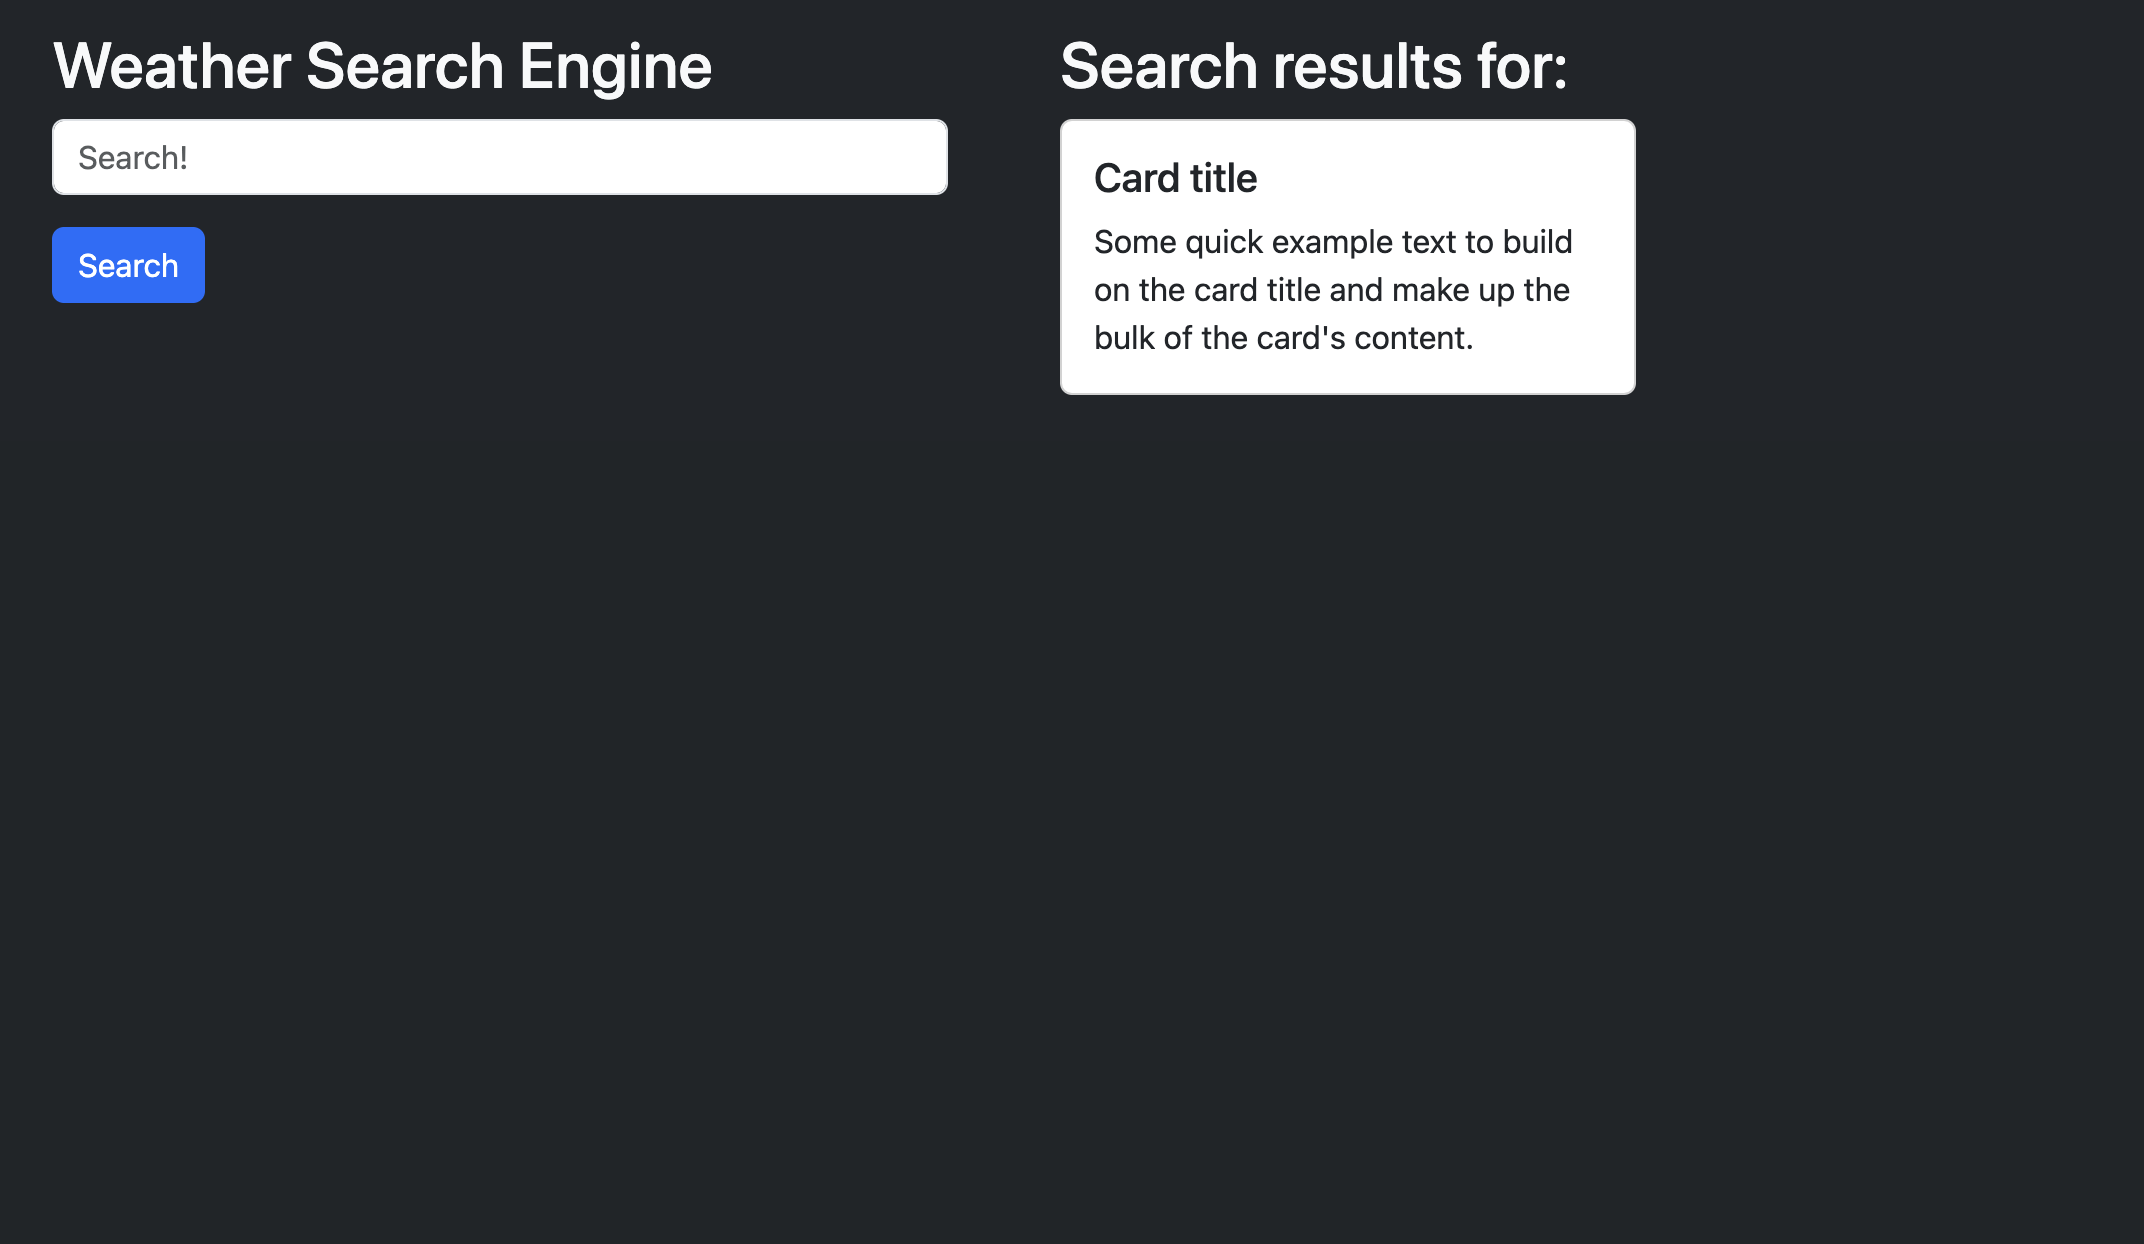 Weather Search Engine
Search!
Search
Search results for:
Card title
Some quick example text to build
on the card title and make up the
bulk of the card's content.